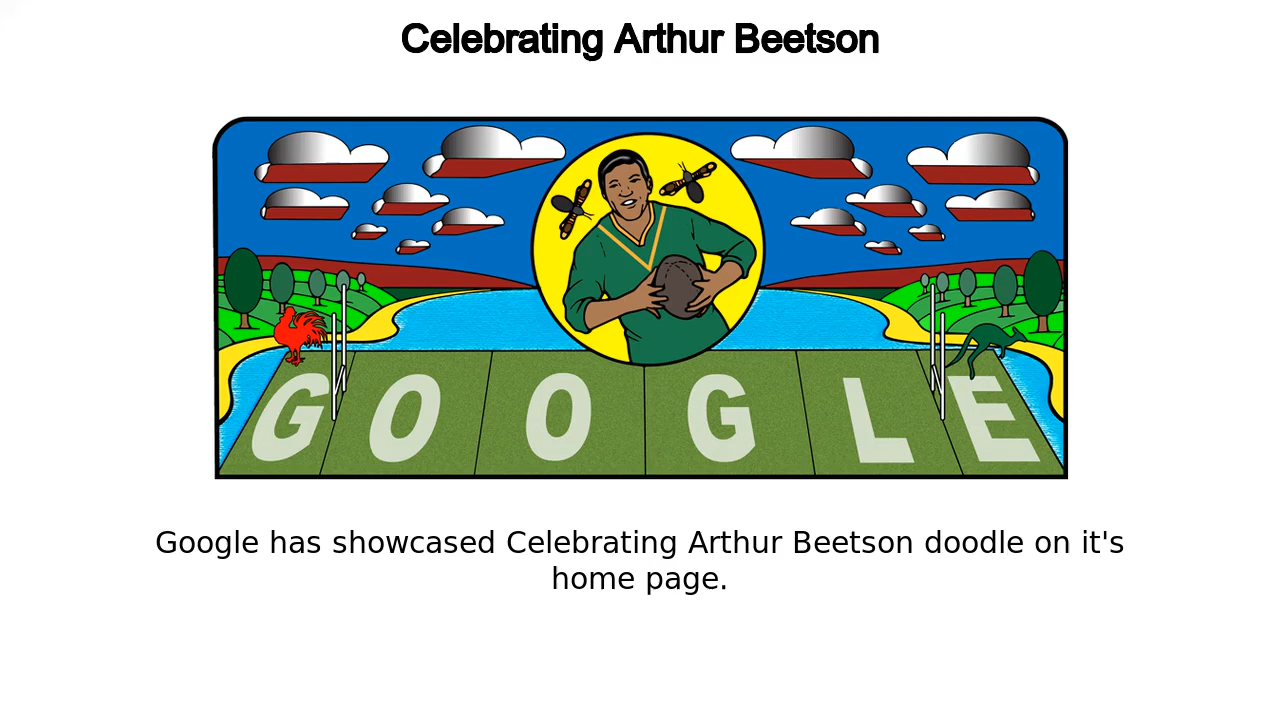 Celebrating Arthur Beetson
GOOGLE
Google has showcased Celebrating Arthur Beetson doodle on it's
home page.